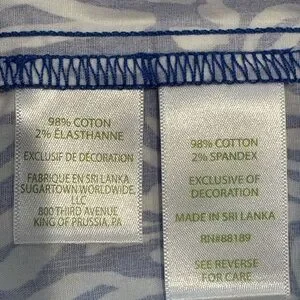 98% COTON
2% ÉLASTHANNE
EXCLUSIF DE DECORATION
FABRIQUE EN SRI LANKA
SUGARTOWN WORLDWIDE,
LLC
800 THIRD AVENUE
KING OF PRUSSIA, PA
98% COTTON
2% SPANDEX
EXCLUSIVE OF
DECORATION
MADE IN SRI LANKA
RN#88189
SEE REVERSE
FOR CARE